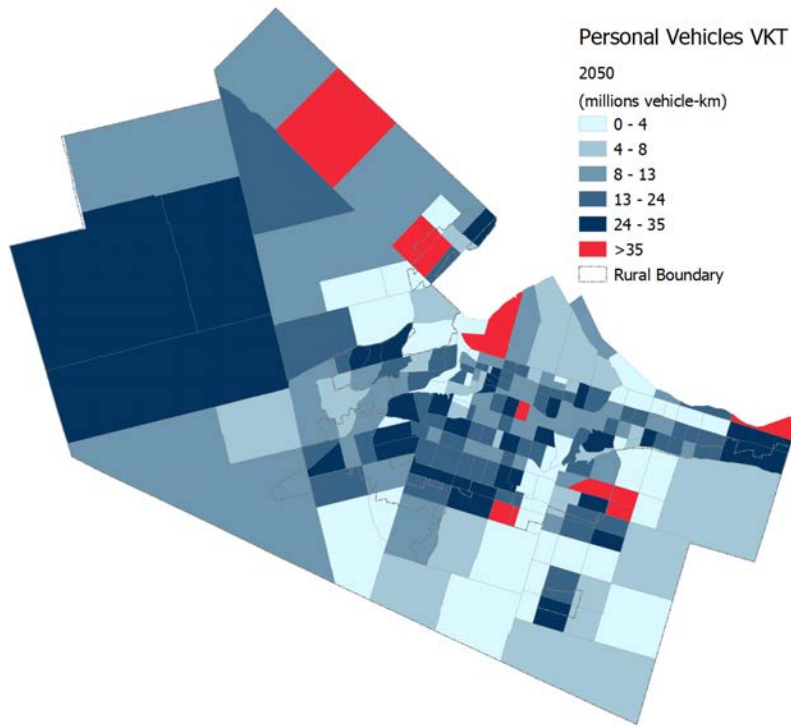 Personal Vehicles VKT
2050
(millions vehicle-km)
0 - 4
4 - 8
8 - 13
13 - 24
24 - 35
>35
Rural Boundary